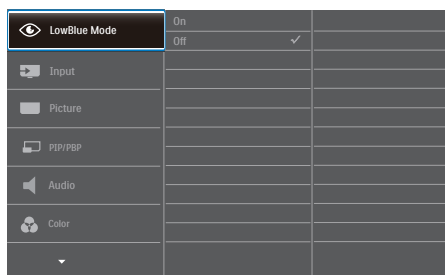 LowBlue Mode
On
Off
Input
Picture
PIP/PBP
Audio
Color